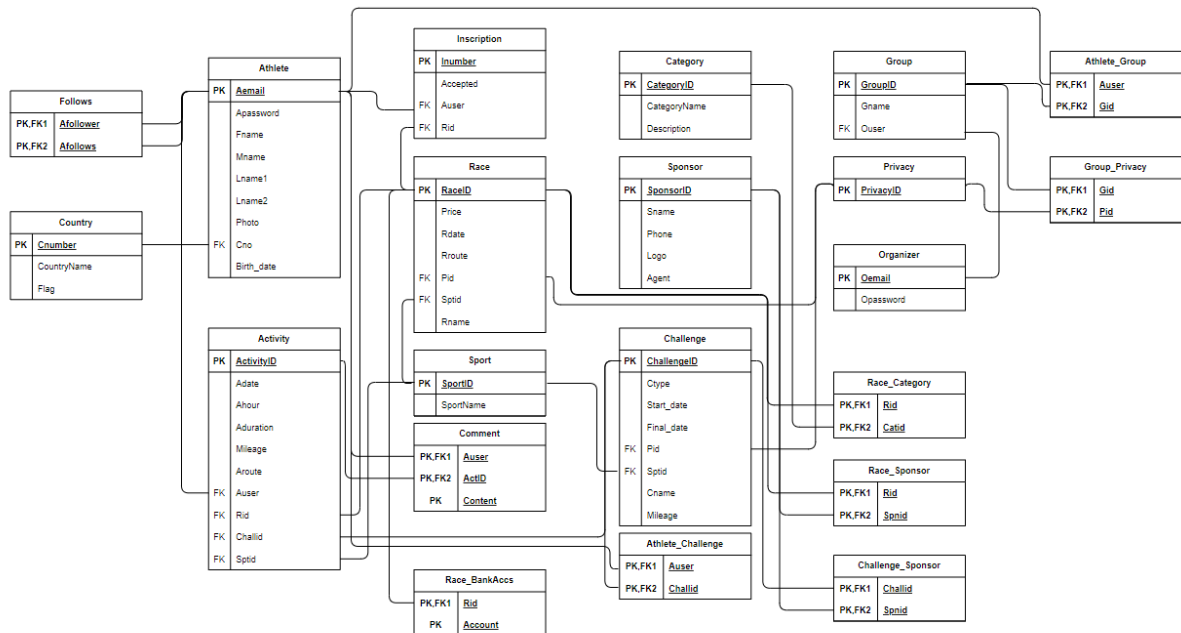 Follows
PK,FK1 Afollower
PK,FK2 Afollows
Country
PK Cnumber
CountryName
Flag
Athlete
PK Aemail
Apassword
Fname
Mname
Lname1
Lname2
Photo
FK Cno
Birth_date
Activity
PK ActivityID
Adate
Ahour
Aduration
Mileage
Aroute
FK Auser
FK Rid
FK Challid
FK Sptid
Inscription
PK Inumber
Accepted
FK Auser
FK Rid
Race
PK RaceID
Price
Rdate
Rroute
FK Pid
FK Sptid
Rname
Sport
PK SportID
SportName
Comment
PK,FK1 Auser
PK,FK2 ActID
PK Content
Race_BankAccs
PK,FK1 Rid
PK Account
Category
PK CategoryID
CategoryName
Description
Sponsor
PK SponsorID
Sname
Phone
Logo
Agent
Challenge
PK ChallengeID
Ctype
Start_date
Final_date
FK Pid
FK Sptid
Cname
Mileage
Athlete_Challenge
PK,FK1 Auser
PK,FK2 Challid
Group
PK GroupID
Gname
FK Ouser
Privacy
PK PrivacyID
Organizer
PK Oemail
Opassword
Race_Category
PK,FK1 Rid
PK,FK2 Catid
Race_Sponsor
PK,FK1 Rid
PK,FK2 Spnid
Challenge_Sponsor
PK,FK1 Challid
PK,FK2 Spnid
Athlete_Group
PK,FK1 Auser
PK,FK2 Gid
Group_Privacy
PK,FK1 Gid
PK,FK2 Pid